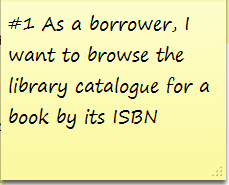 #1 As a borrower, I
want to browse the
library catalogue for a
book by its ISBN